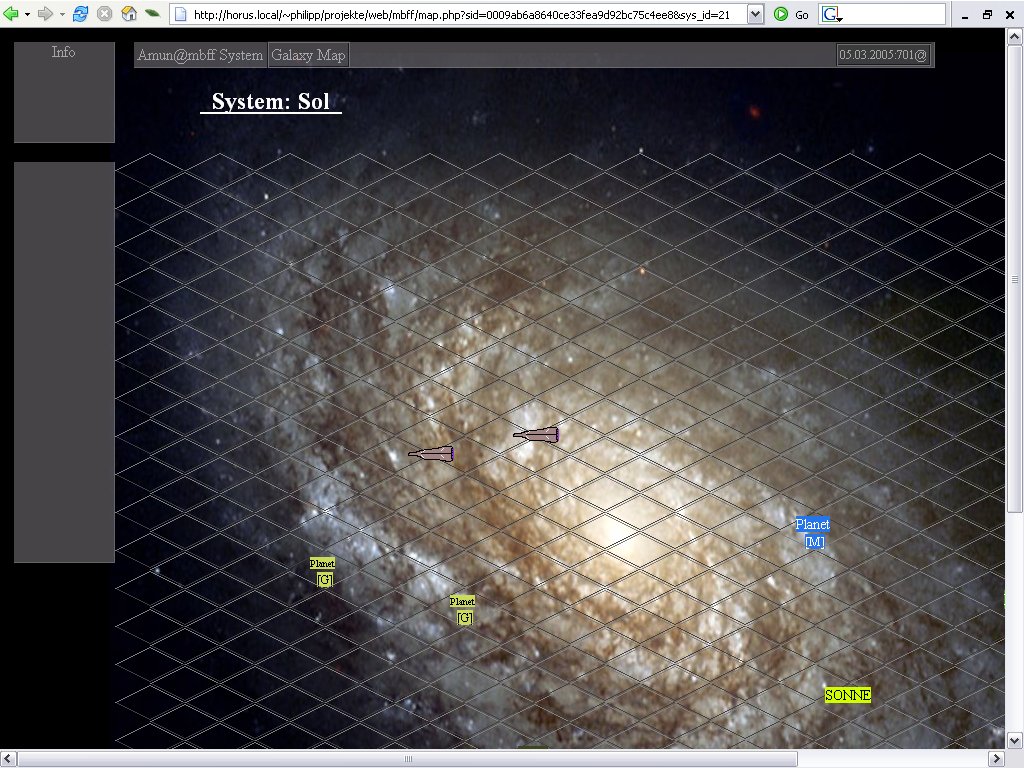 http://horus.local/~philipp/projekte/web/mbff/map.php?sid=0009ab6a8640ce33fea9d92bc75c4ee8&sys_id=21
Go
G
Info
Amun@mbff System
Galaxy Map
05.03.2005:701@
System: Sol
Planet
[M]
Planet
[G]
Planet
[G]
SONNE